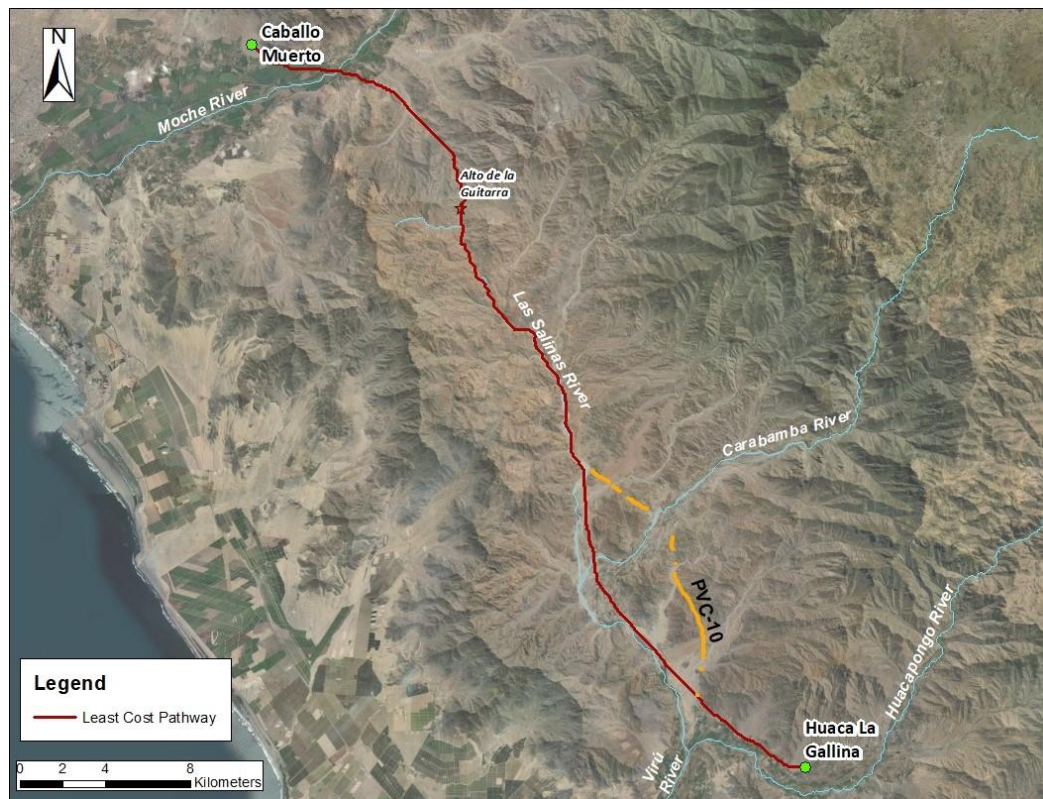 N
Caballo
Muerto
Moche River
Alto de la
Guitarra
Las Salinas River
Carabamba River
PVC-10
Huacapongo River
Legend
Least Cost Pathway
Huaca La
Gallina
Virú
River
0 2 4 8
Kilometers